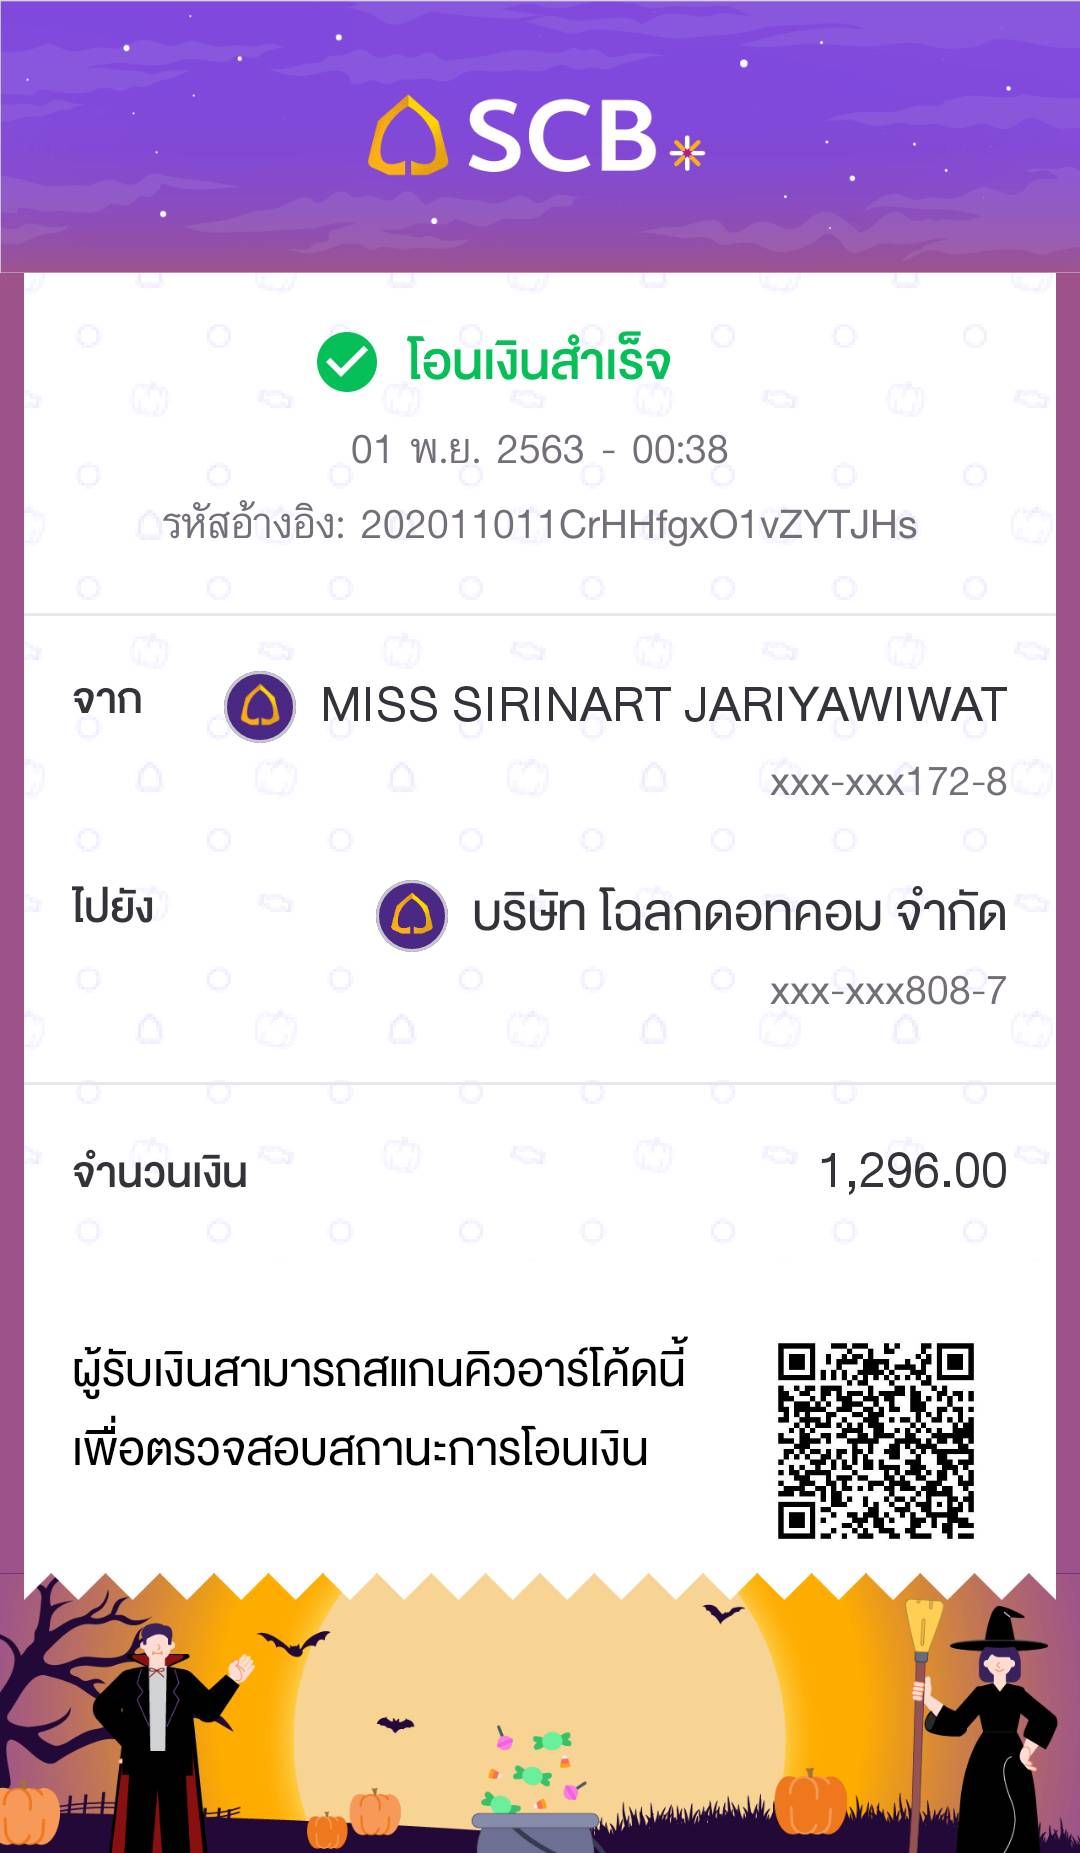 SCB
โอนเงินสำเร็จ
01 พ.ย. 2563 - 00:38
รหัสอ้างอิง: 202011011CrHHfgxO1vZYTJHs
จาก MISS SIRINART JARIYAWIWAT
xxx-xxx172-8
ไปยัง บริษัท โฉลกดอทคอม จำกัด
xxx-xxx808-7
จำนวนเงิน 1,296.00
ผู้รับเงินสามารถสแกนคิวอาร์โค้ดนี้
เพื่อตรวจสอบสถานะการโอนเงิน